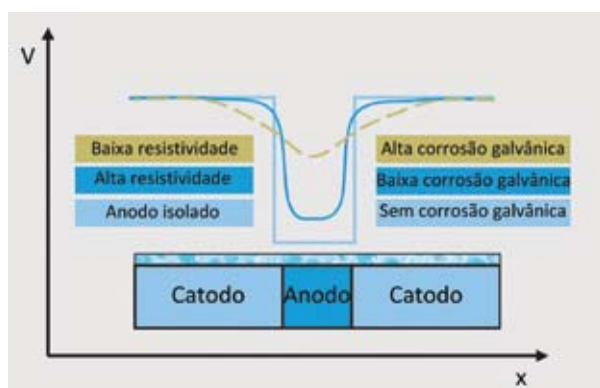 V
Baixa resistividade
Alta corrosão galvânica
Alta resistividade
Baixa corrosão galvânica
Anodo isolado
Sem corrosão galvânica
Catodo
Anodo
Catodo
x